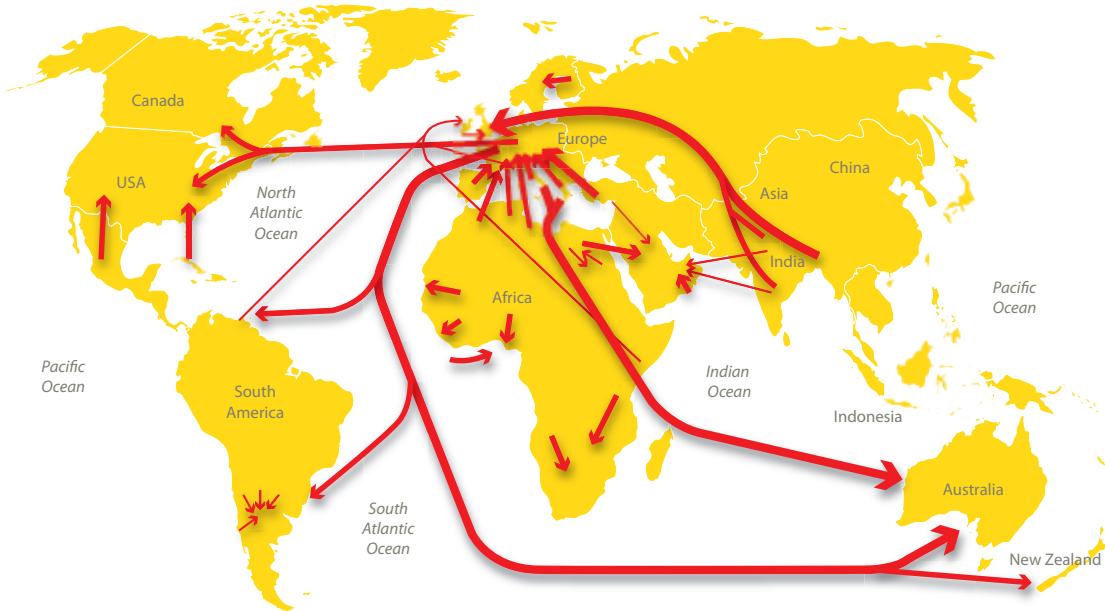 Canada
Europe
China
USA
Asia
North
Atlantic
Ocean
India
Africa
Pacific
Ocean
Pacific
Ocean
Indian
Ocean
South
America
Indonesia
Australia
South
Atlantic
Ocean
New Zealand